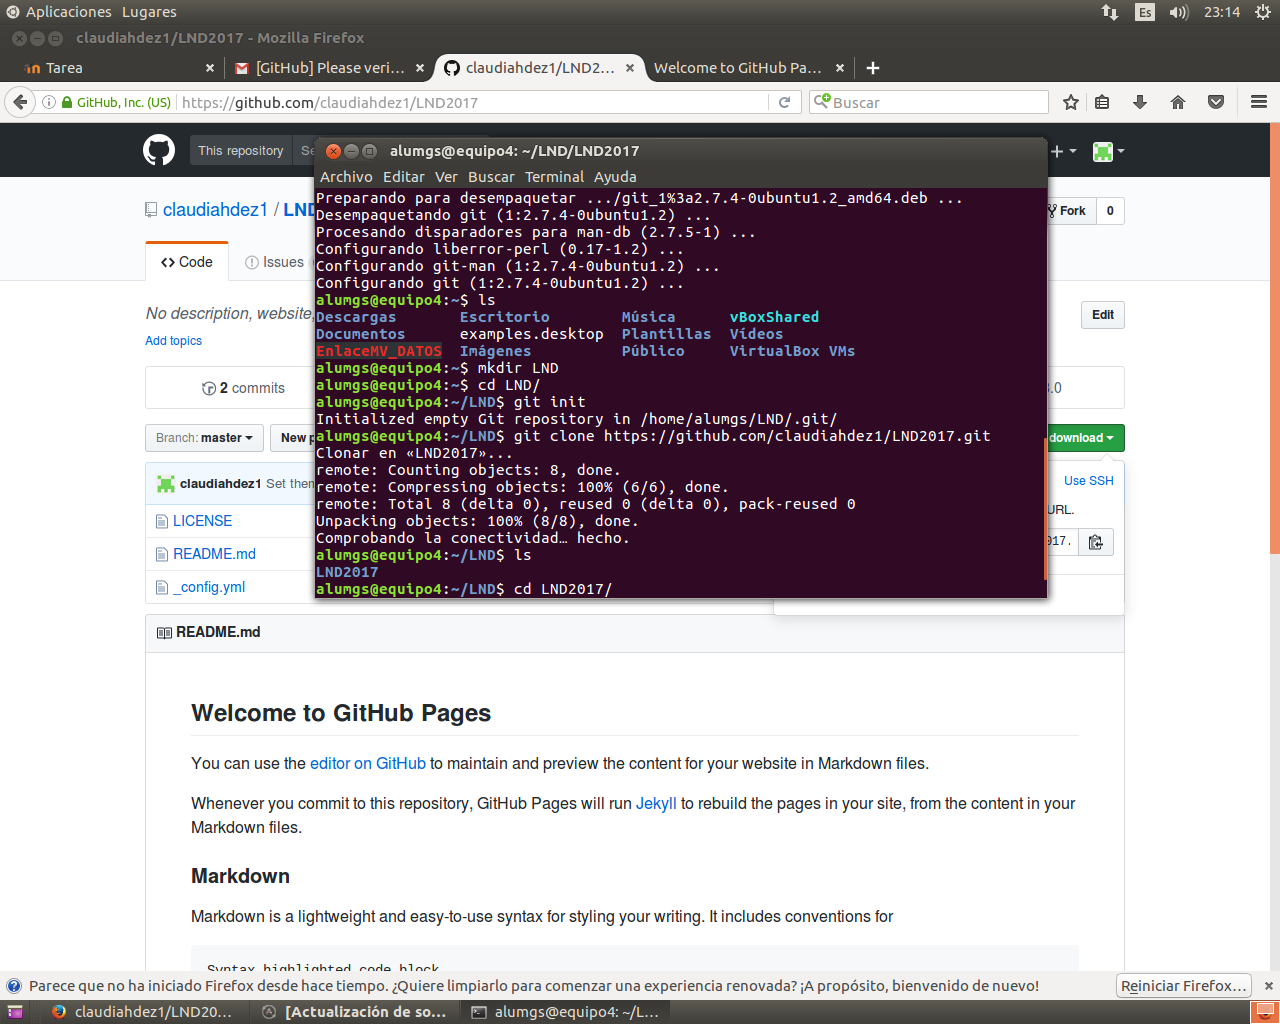 Aplicaciones Lugares
Es 23:14
claudiahdez1/LND2017 - Mozilla Firefox
Tarea
[GitHub] Please veri...
claudiahdez1/LND2...
Welcome to GitHub Pa...
GitHub, Inc. (US)
https://github.com/claudiahdez1/LND2017
Buscar
This repository
alumgs@equipo4: ~/LND/LND2017
Archivo Editar Ver Buscar Terminal Ayuda
Preparando para desempaquetar .../git_1%3a2.7.4-0ubuntu1.2_amd64.deb ...
Desempaquetando git (1:2.7.4-0ubuntu1.2) ...
Procesando disparadores para man-db (2.7.5-1) ...
Configurando liberror-perl (0.17-1.2) ...
Configurando git-man (1:2.7.4-0ubuntu1.2) ...
Configurando git (1:2.7.4-0ubuntu1.2) ...
alumgs@equipo4:~$ ls
Descargas Escritorio Música vBoxShared
Documentos examples.desktop Plantillas Vídeos
EnlaceMV_DATOS Imágenes Público VirtualBox VMs
alumgs@equipo4:~$ mkdir LND
alumgs@equipo4:~$ cd LND/
alumgs@equipo4:~/LND$ git init
Initialized empty Git repository in /home/alumgs/LND/.git/
alumgs@equipo4:~/LND$ git clone https://github.com/claudiahdez1/LND2017.git
Clonar en «LND2017»...
remote: Counting objects: 8, done.
remote: Compressing objects: 100% (6/6), done.
remote: Total 8 (delta 0), reused 0 (delta 0), pack-reused 0
Unpacking objects: 100% (8/8), done.
Comprobando la conectividad… hecho.
alumgs@equipo4:~/LND$ ls
LND2017
alumgs@equipo4:~/LND$ cd LND2017/
claudiahdez1 / LND
Fork 0
Code
Issues
No description, website
Edit
Add topics
2 commits
.0
Branch: master
New p
download
claudiahdez1 Set them
Use SSH
URL.
017.
LICENSE
README.md
_config.yml
README.md
Welcome to GitHub Pages
You can use the editor on GitHub to maintain and preview the content for your website in Markdown files.
Whenever you commit to this repository, GitHub Pages will run Jekyll to rebuild the pages in your site, from the content in your
Markdown files.
Markdown
Markdown is a lightweight and easy-to-use syntax for styling your writing. It includes conventions for
Syntax highlighted code block
Parece que no ha iniciado Firefox desde hace tiempo. ¿Quiere limpiarlo para comenzar una experiencia renovada? ¡A propósito, bienvenido de nuevo!
Reiniciar Firefox...
claudiahdez1/LND20...
[Actualización de so...
alumgs@equipo4: ~/L...